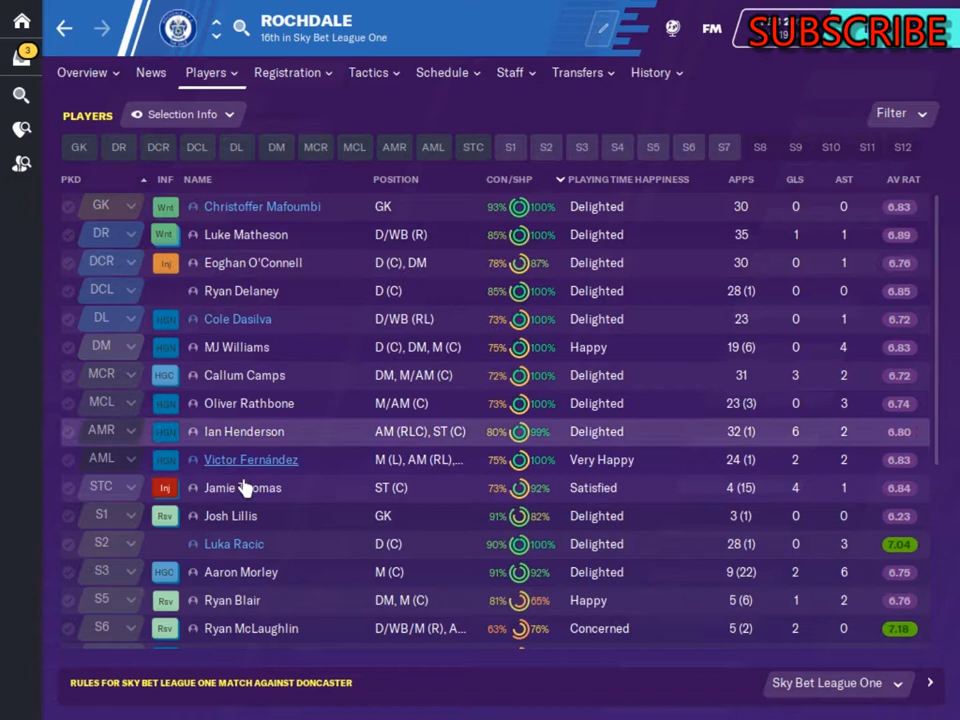 ROCHDALE
16th in Sky Bet League One
FM
SUBSCRIBE
3
Overview News Players Registration Tactics Schedule Staff Transfers History
PLAYERS Selection Info Filter
GK DR DCR DCL DL DM MCR MCL AMR AML STC S1 S2 S3 S4 S5 S6 S7 S8 S9 S10 S11 S12
PKD INF NAME POSITION CON/SHP PLAYING TIME HAPPINESS APPS GLS AST AV RAT
GK Wnt Christoffer Mafoumbi GK 93% 100% Delighted 30 0 0 6.83
DR Wnt Luke Matheson D/WB (R) 85% 100% Delighted 35 1 1 6.89
DCR Inj Eoghan O'Connell D (C), DM 78% 87% Delighted 30 0 1 6.76
DCL Ryan Delaney D (C) 85% 100% Delighted 28 (1) 0 0 6.85
DL HGN Cole Dasilva D/WB (RL) 73% 100% Delighted 23 0 1 6.72
DM HGN MJ Williams D (C), DM, M (C) 75% 100% Happy 19 (6) 0 4 6.83
MCR HGC Callum Camps DM, M/AM (C) 72% 100% Delighted 31 3 2 6.72
MCL HGN Oliver Rathbone M/AM (C) 73% 100% Delighted 23 (3) 0 3 6.74
AMR HGN Ian Henderson AM (RLC), ST (C) 80% 99% Delighted 32 (1) 6 2 6.80
AML HGN Victor Fernández M (L), AM (RL),... 75% 100% Very Happy 24 (1) 2 2 6.83
STC Inj Jamie ST (C) 73% 92% Satisfied 4 (15) 4 1 6.84
S1 Rsv Josh Lillis GK 91% 82% Delighted 3 (1) 0 0 6.23
S2 Luka Racic D (C) 90% 100% Delighted 28 (1) 0 3 7.04
S3 HGC Aaron Morley M (C) 91% 92% Delighted 9 (22) 2 6 6.75
S5 Rsv Ryan Blair DM, M (C) 81% 65% Happy 5 (6) 1 2 6.76
S6 Rsv Ryan McLaughlin D/WB/M (R), A... 63% 76% Concerned 5 (2) 2 0 7.18
RULES FOR SKY BET LEAGUE ONE MATCH AGAINST DONCASTER Sky Bet League One